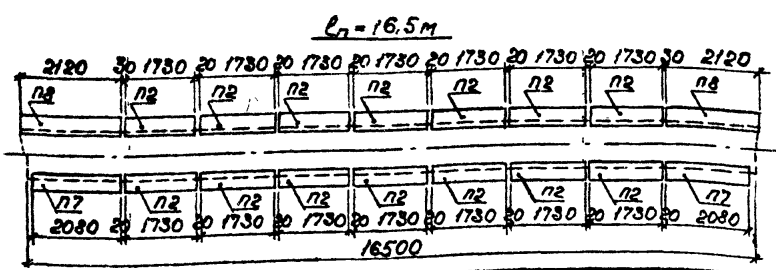 ℓп = 16.5 м
2120 30 1730 20 1730 20 1730 20 1730 20 1730 20 1730 20 1730 30 2120
п8 п2 п2 п2 п2 п2 п2 п2 п8
п7 п2 п2 п2 п2 п2 п2 п2 п7
2080 20 1730 20 1730 20 1730 20 1730 20 1730 20 1730 20 1730 20 2080
16500